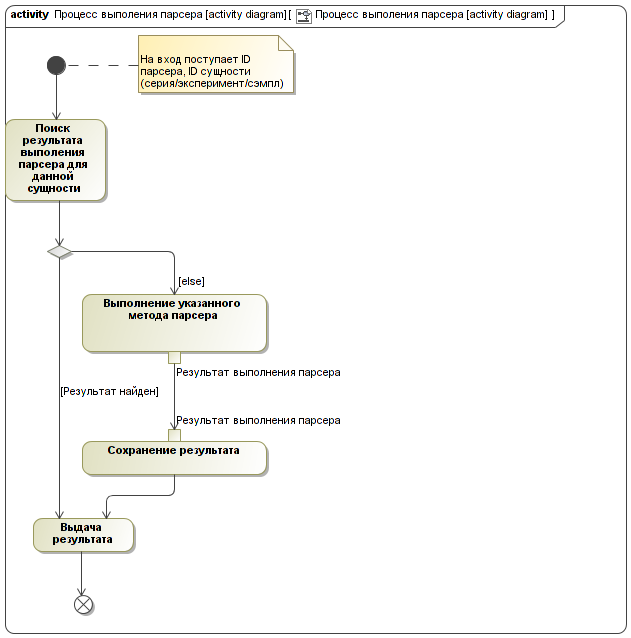 activity Процесс выполения парсера [activity diagram][ Процесс выполения парсера [activity diagram] ]
На вход поступает ID
парсера, ID сущности
(серия/эксперимент/сэмпл)
Поиск
результата
выполения
парсера для
данной
сущности
[else]
Выполнение указанного
метода парсера
Результат выполнения парсера
[Результат найден]
Результат выполнения парсера
Сохранение результата
Выдача
результата